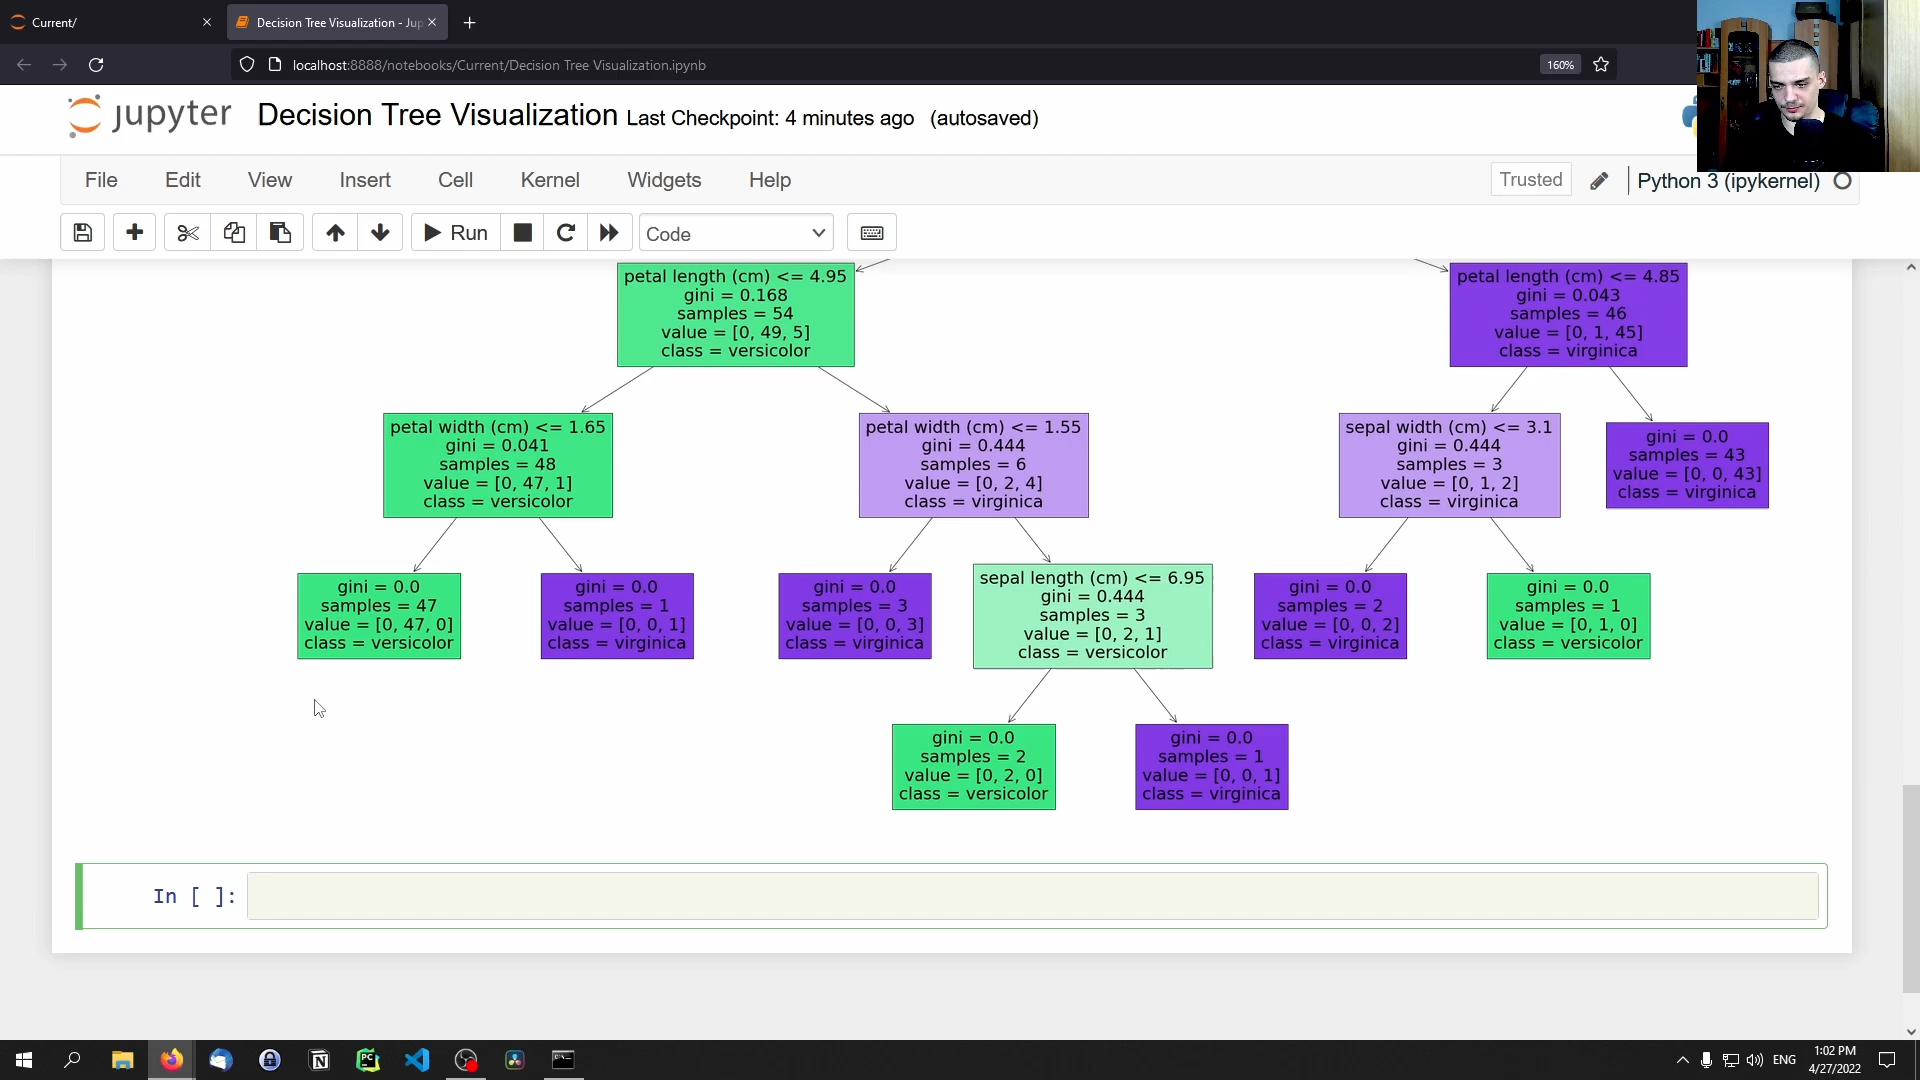 Current/
Decision Tree Visualization - Jup
localhost:8888/notebooks/Current/Decision Tree Visualization.ipynb
160%
jupyter
Decision Tree Visualization Last Checkpoint: 4 minutes ago (autosaved)
File Edit View Insert Cell Kernel Widgets Help
Trusted
Python 3 (ipykernel)
Run
Code
petal length (cm) <= 4.95
gini = 0.168
samples = 54
value = [0, 49, 5]
class = versicolor
petal length (cm) <= 4.85
gini = 0.043
samples = 46
value = [0, 1, 45]
class = virginica
petal width (cm) <= 1.65
gini = 0.041
samples = 48
value = [0, 47, 1]
class = versicolor
petal width (cm) <= 1.55
gini = 0.444
samples = 6
value = [0, 2, 4]
class = virginica
sepal width (cm) <= 3.1
gini = 0.444
samples = 3
value = [0, 1, 2]
class = virginica
gini = 0.0
samples = 43
value = [0, 0, 43]
class = virginica
gini = 0.0
samples = 47
value = [0, 47, 0]
class = versicolor
gini = 0.0
samples = 1
value = [0, 0, 1]
class = virginica
gini = 0.0
samples = 3
value = [0, 0, 3]
class = virginica
sepal length (cm) <= 6.95
gini = 0.444
samples = 3
value = [0, 2, 1]
class = versicolor
gini = 0.0
samples = 2
value = [0, 0, 2]
class = virginica
gini = 0.0
samples = 1
value = [0, 1, 0]
class = versicolor
gini = 0.0
samples = 2
value = [0, 2, 0]
class = versicolor
gini = 0.0
samples = 1
value = [0, 0, 1]
class = virginica
In [ ]:
ENG
1:02 PM
4/27/2022